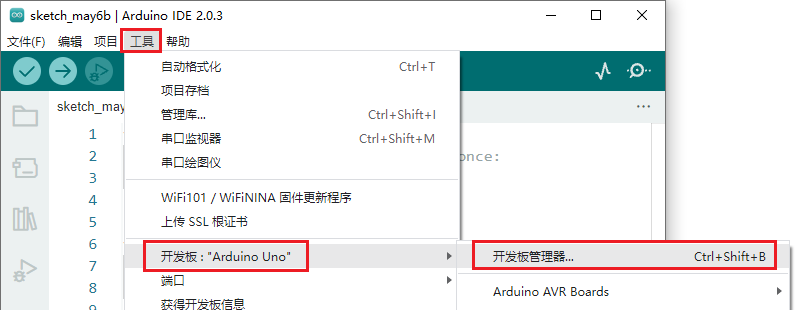 sketch_may6b | Arduino IDE 2.0.3
文件(F) 编辑 项目 工具 帮助
自动格式化 Ctrl+T
项目存档
sketch_may
管理库... Ctrl+Shift+I
1
串口监视器 Ctrl+Shift+M
2
串口绘图仪 once:
3
4
WiFi101 / WiFiNINA 固件更新程序
5
上传 SSL 根证书
6
7
开发板 : "Arduino Uno" 开发板管理器... Ctrl+Shift+B
8
端口 Arduino AVR Boards
9
获得开发板信息